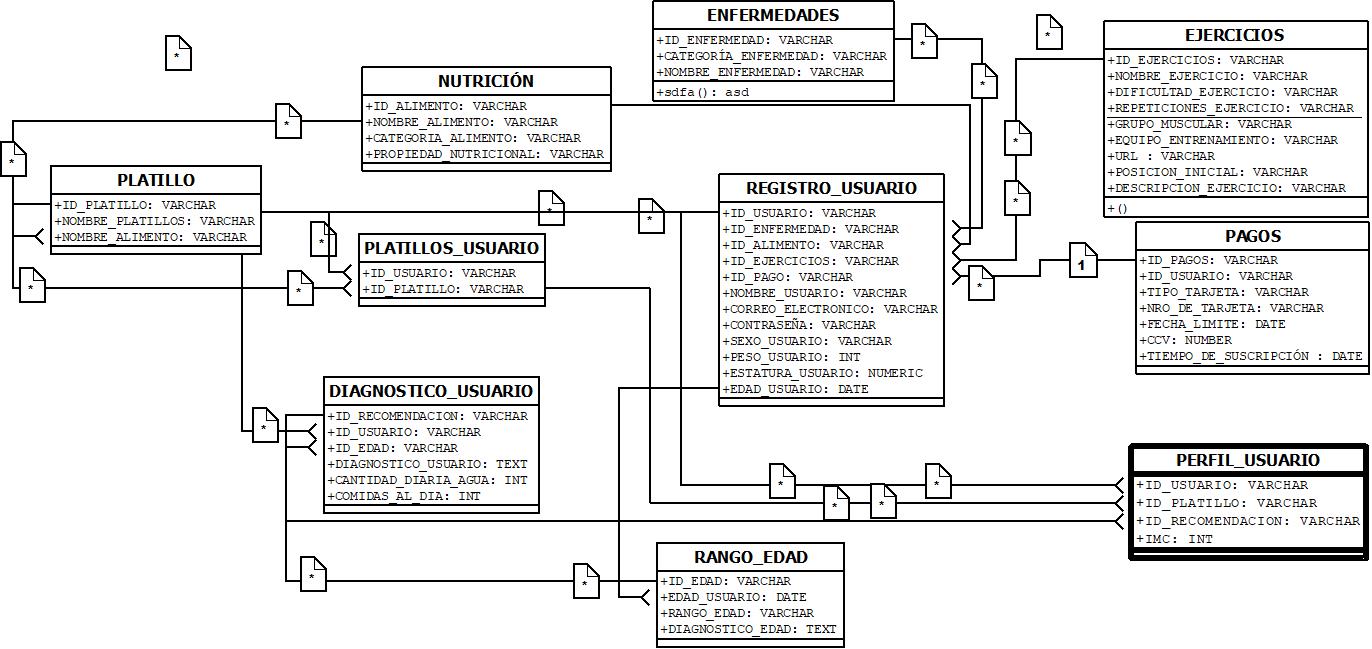 ENFERMEDADES
+ID_ENFERMEDAD: VARCHAR
+CATEGORÍA_ENFERMEDAD: VARCHAR
+NOMBRE_ENFERMEDAD: VARCHAR
+sdfa(): asd
*
*
*
*
EJERCICIOS
+ID_EJERCICIOS: VARCHAR
+NOMBRE_EJERCICIO: VARCHAR
+DIFICULTAD_EJERCICIO: VARCHAR
+REPETICIONES_EJERCICIO: VARCHAR
+GRUPO_MUSCULAR: VARCHAR
+EQUIPO_ENTRENAMIENTO: VARCHAR
+URL : VARCHAR
+POSICION_INICIAL: VARCHAR
+DESCRIPCION_EJERCICIO: VARCHAR
+()
NUTRICIÓN
+ID_ALIMENTO: VARCHAR
+NOMBRE_ALIMENTO: VARCHAR
+CATEGORIA_ALIMENTO: VARCHAR
+PROPIEDAD_NUTRICIONAL: VARCHAR
*
*
*
*
PLATILLO
+ID_PLATILLO: VARCHAR
+NOMBRE_PLATILLOS: VARCHAR
+NOMBRE_ALIMENTO: VARCHAR
*
*
*
REGISTRO_USUARIO
+ID_USUARIO: VARCHAR
+ID_ENFERMEDAD: VARCHAR
+ID_ALIMENTO: VARCHAR
+ID_EJERCICIOS: VARCHAR
+ID_PAGO: VARCHAR
+NOMBRE_USUARIO: VARCHAR
+CORREO_ELECTRONICO: VARCHAR
+CONTRASEÑA: VARCHAR
+SEXO_USUARIO: VARCHAR
+PESO_USUARIO: INT
+ESTATURA_USUARIO: NUMERIC
+EDAD_USUARIO: DATE
*
PLATILLOS_USUARIO
+ID_USUARIO: VARCHAR
+ID_PLATILLO: VARCHAR
*
*
*
1
PAGOS
+ID_PAGOS: VARCHAR
+ID_USUARIO: VARCHAR
+TIPO_TARJETA: VARCHAR
+NRO_DE_TARJETA: VARCHAR
+FECHA_LIMITE: DATE
+CCV: NUMBER
+TIEMPO_DE_SUSCRIPCIÓN : DATE
DIAGNOSTICO_USUARIO
+ID_RECOMENDACION: VARCHAR
+ID_USUARIO: VARCHAR
+ID_EDAD: VARCHAR
+DIAGNOSTICO_USUARIO: TEXT
+CANTIDAD_DIARIA_AGUA: INT
+COMIDAS_AL_DIA: INT
*
*
*
*
*
PERFIL_USUARIO
+ID_USUARIO: VARCHAR
+ID_PLATILLO: VARCHAR
+ID_RECOMENDACION: VARCHAR
+IMC: INT
*
*
RANGO_EDAD
+ID_EDAD: VARCHAR
+EDAD_USUARIO: DATE
+RANGO_EDAD: VARCHAR
+DIAGNOSTICO_EDAD: TEXT